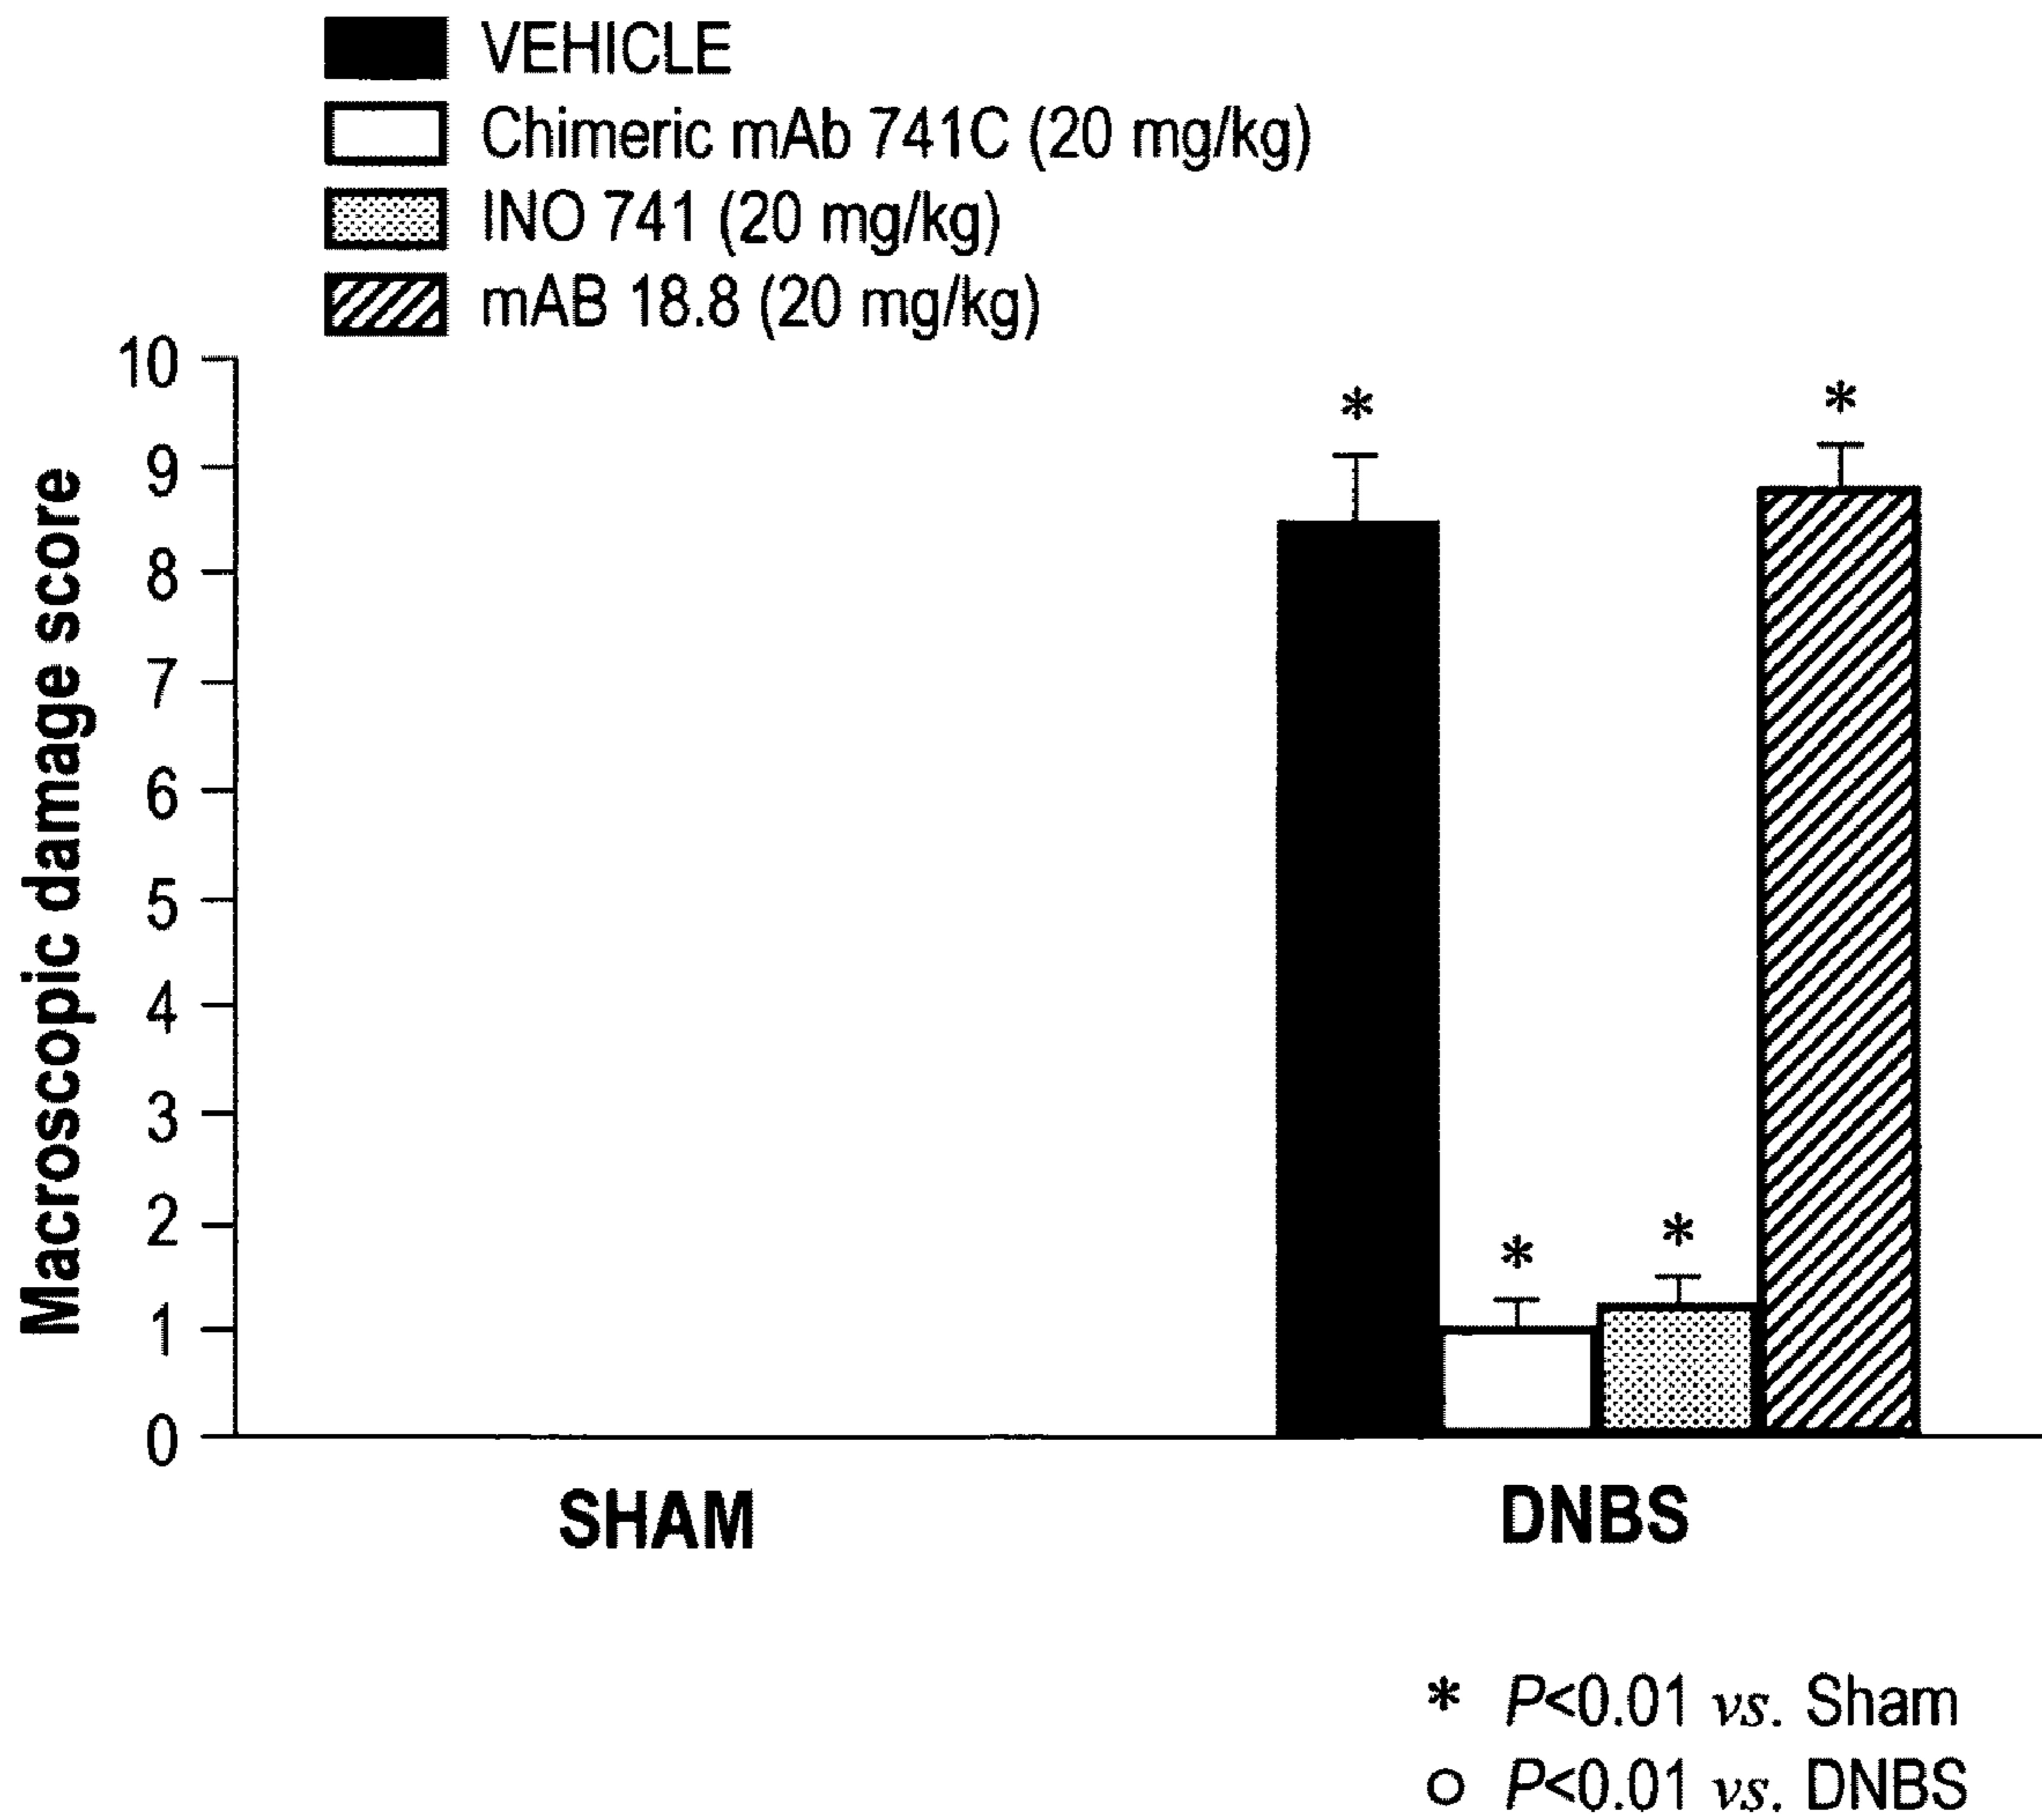 VEHICLE
Chimeric mAb 741C (20 mg/kg)
INO 741 (20 mg/kg)
mAB 18.8 (20 mg/kg)
Macroscopic damage score
10
9
8
7
6
5
4
3
2
1
0
*
*
*
*
SHAM
DNBS
* P<0.01 vs. Sham
○ P<0.01 vs. DNBS